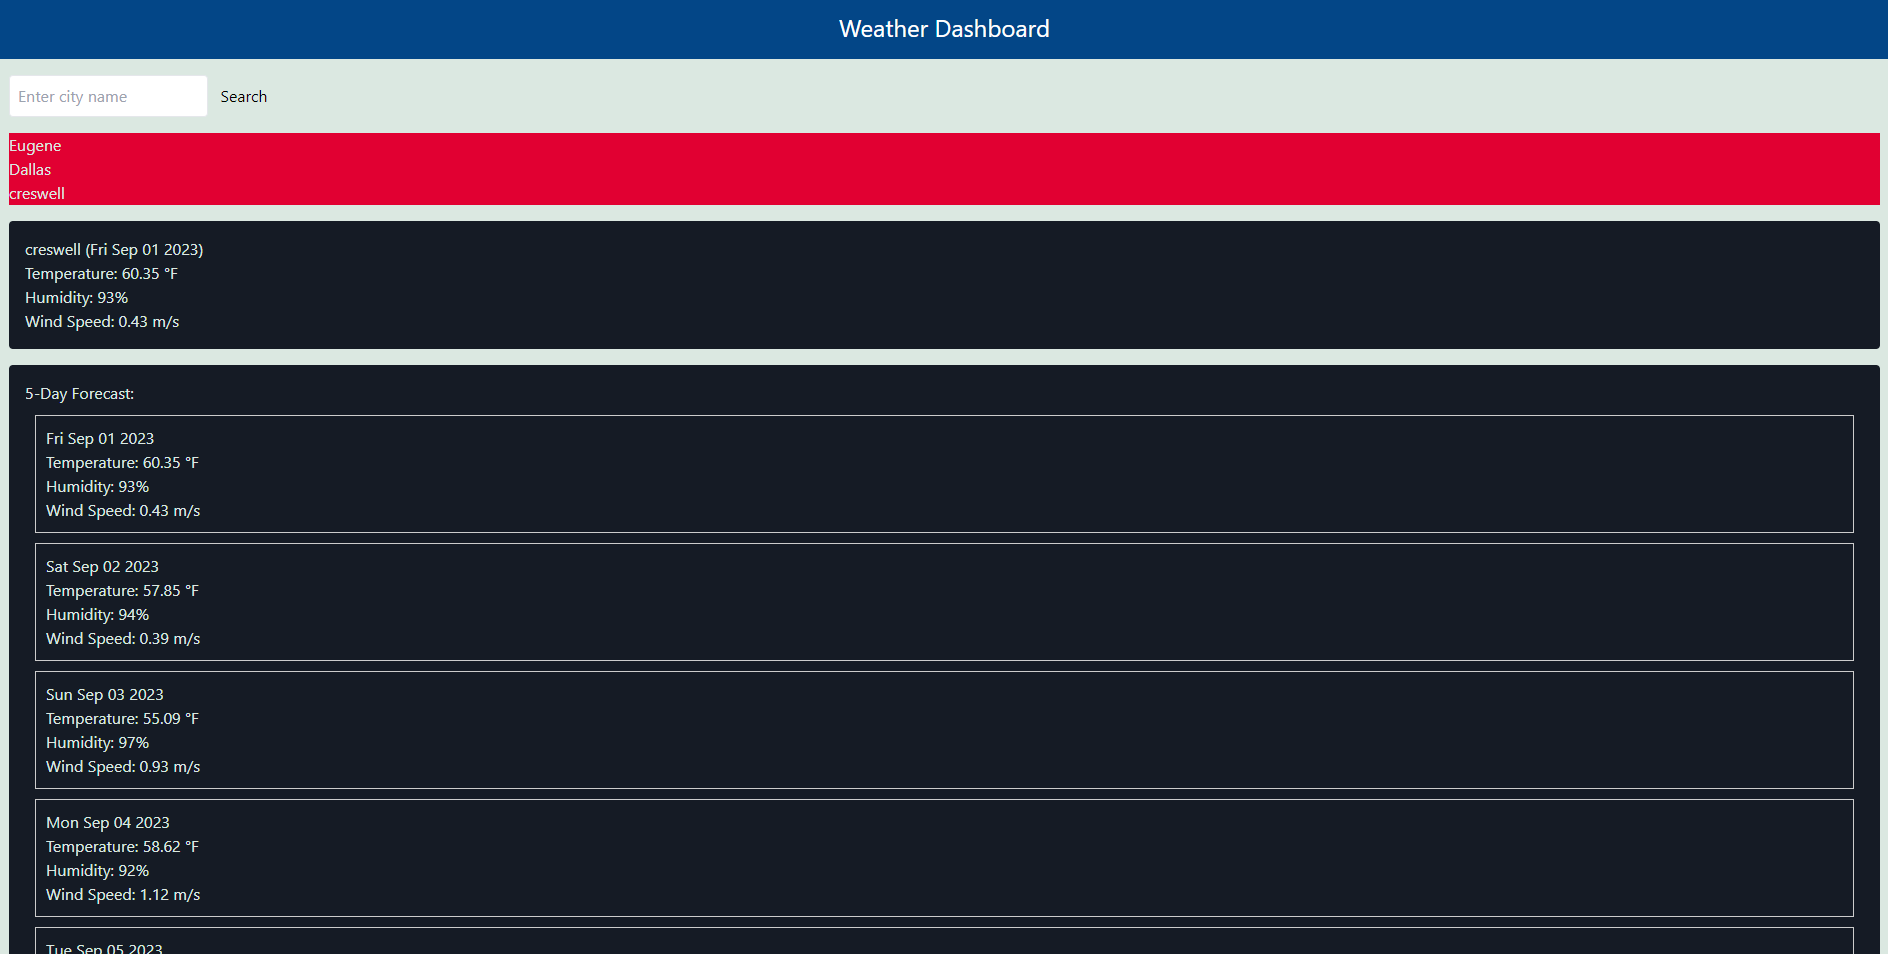 Weather Dashboard
Enter city name
Search
Eugene
Dallas
creswell
creswell (Fri Sep 01 2023)
Temperature: 60.35 °F
Humidity: 93%
Wind Speed: 0.43 m/s
5-Day Forecast:
Fri Sep 01 2023
Temperature: 60.35 °F
Humidity: 93%
Wind Speed: 0.43 m/s
Sat Sep 02 2023
Temperature: 57.85 °F
Humidity: 94%
Wind Speed: 0.39 m/s
Sun Sep 03 2023
Temperature: 55.09 °F
Humidity: 97%
Wind Speed: 0.93 m/s
Mon Sep 04 2023
Temperature: 58.62 °F
Humidity: 92%
Wind Speed: 1.12 m/s
Tue Sep 05 2023